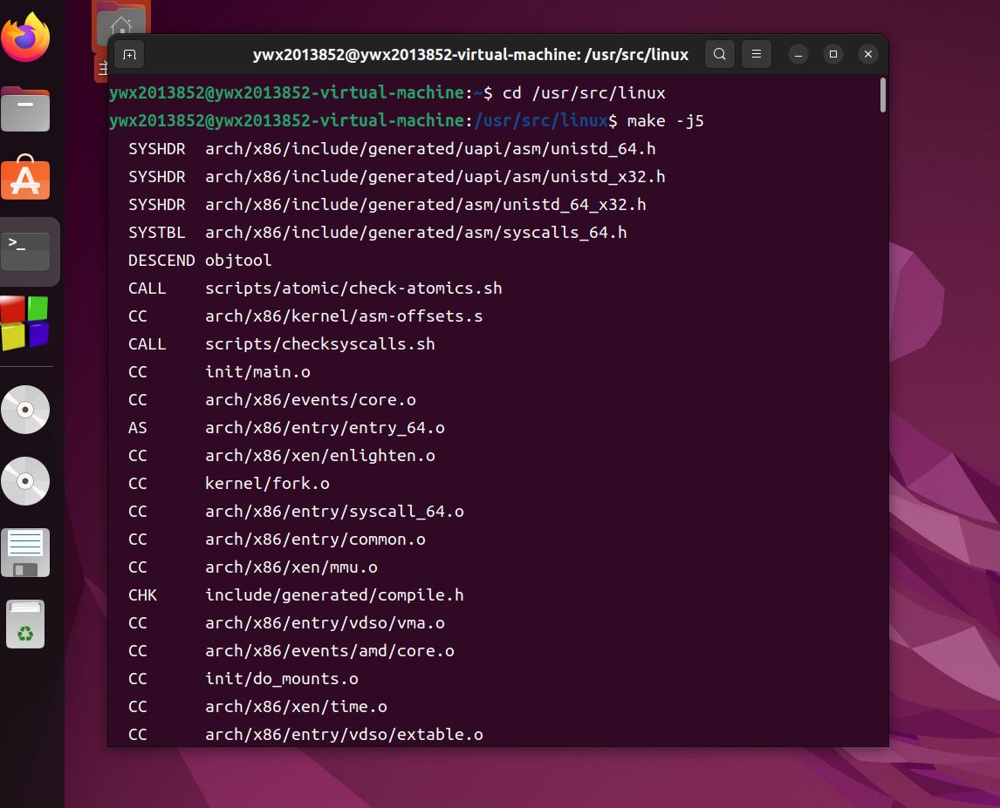 主
ywx2013852@ywx2013852-virtual-machine: /usr/src/linux
ywx2013852@ywx2013852-virtual-machine:~$ cd /usr/src/linux
ywx2013852@ywx2013852-virtual-machine:/usr/src/linux$ make -j5
SYSHDR  arch/x86/include/generated/uapi/asm/unistd_64.h
SYSHDR  arch/x86/include/generated/uapi/asm/unistd_x32.h
SYSHDR  arch/x86/include/generated/asm/unistd_64_x32.h
SYSTBL  arch/x86/include/generated/asm/syscalls_64.h
DESCEND objtool
CALL    scripts/atomic/check-atomics.sh
CC      arch/x86/kernel/asm-offsets.s
CALL    scripts/checksyscalls.sh
CC      init/main.o
CC      arch/x86/events/core.o
AS      arch/x86/entry/entry_64.o
CC      arch/x86/xen/enlighten.o
CC      kernel/fork.o
CC      arch/x86/entry/syscall_64.o
CC      arch/x86/entry/common.o
CC      arch/x86/xen/mmu.o
CHK     include/generated/compile.h
CC      arch/x86/entry/vdso/vma.o
CC      arch/x86/events/amd/core.o
CC      init/do_mounts.o
CC      arch/x86/xen/time.o
CC      arch/x86/entry/vdso/extable.o